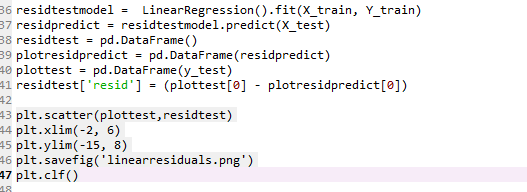 36 residtestmodel =  LinearRegression().fit(X_train, Y_train)
37 residpredict = residtestmodel.predict(X_test)
38 residtest = pd.DataFrame()
39 plotresidpredict = pd.DataFrame(residpredict)
40 plottest = pd.DataFrame(y_test)
41 residtest['resid'] = (plottest[0] - plotresidpredict[0])
42
43 plt.scatter(plottest,residtest)
44 plt.xlim(-2, 6)
45 plt.ylim(-15, 8)
46 plt.savefig('linearresiduals.png')
47 plt.clf()
48